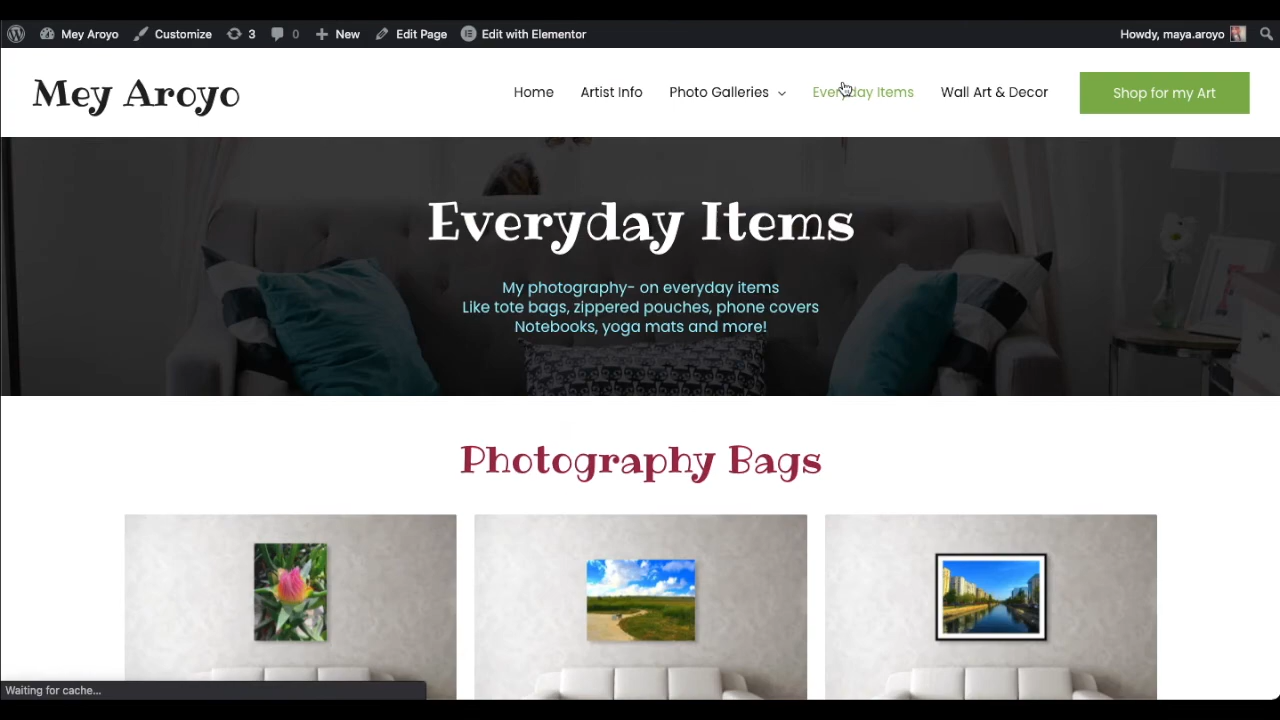 Mey Aroyo Customize 3 0 New Edit Page Edit with Elementor Howdy, maya.aroyo
Mey Aroyo Home Artist Info Photo Galleries Everyday Items Wall Art & Decor Shop for my Art
Everyday Items
My photography- on everyday items
Like tote bags, zippered pouches, phone covers
Notebooks, yoga mats and more!
Photography Bags
Waiting for cache...